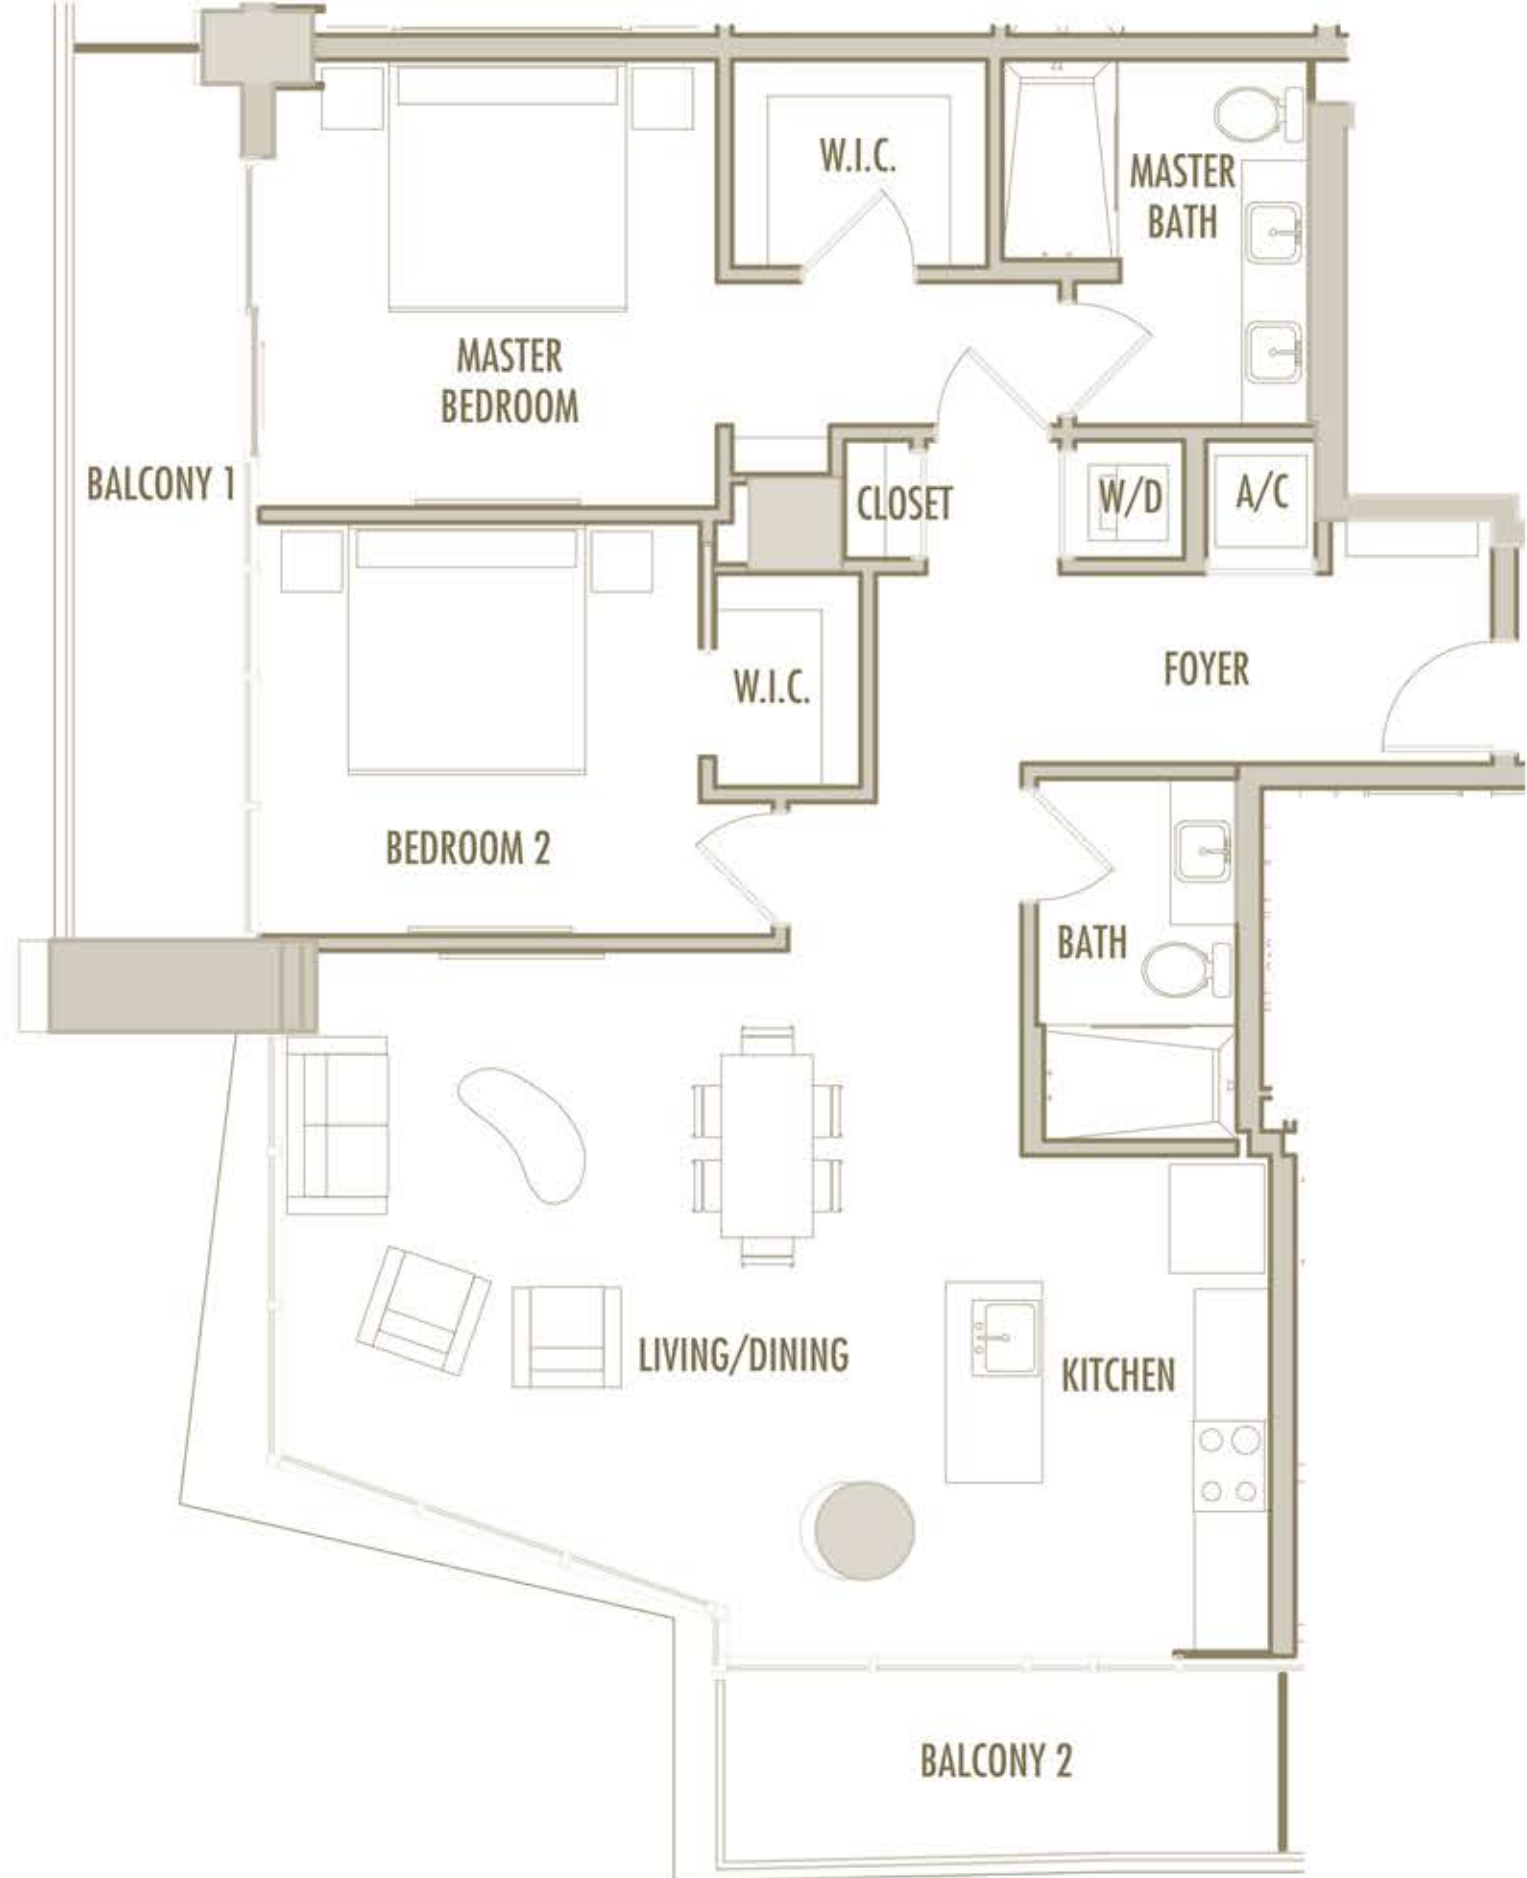 W.I.C.
MASTER
BATH
MASTER
BEDROOM
BALCONY 1
CLOSET
W/D
A/C
FOYER
W.I.C.
BEDROOM 2
BATH
LIVING/DINING
KITCHEN
BALCONY 2